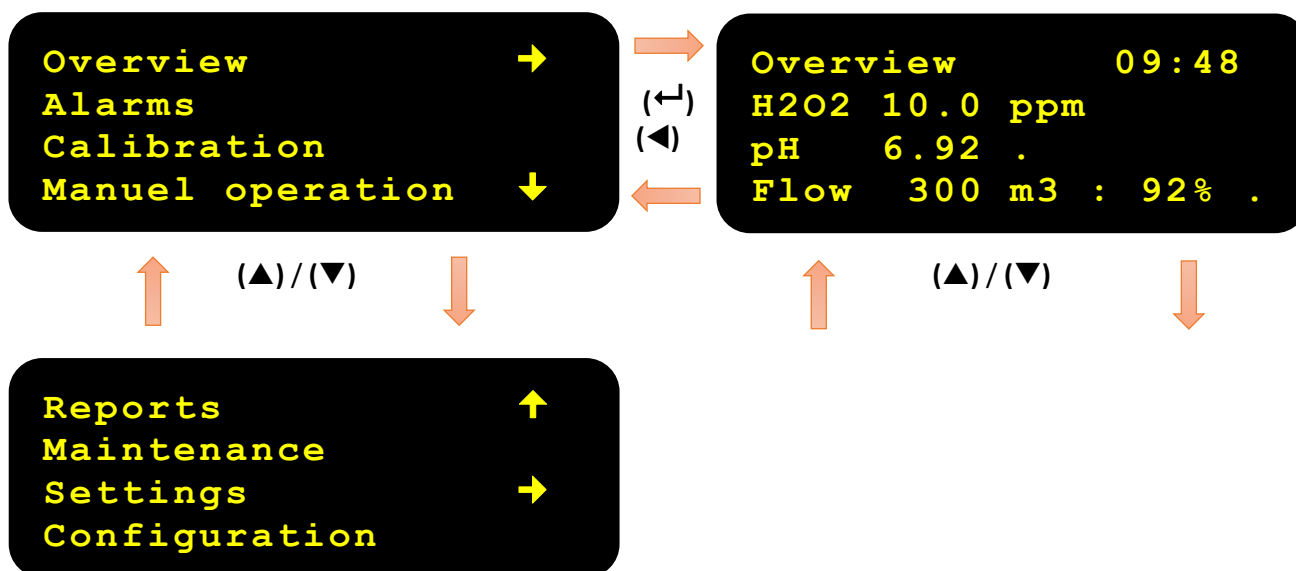 Overview →
Alarms
Calibration
Manuel operation ↓
(↵)
(◀)
Overview 09:48
H2O2 10.0 ppm
pH 6.92 .
Flow 300 m3 : 92% .
(▲)/(▼)
(▲)/(▼)
Reports ↑
Maintenance
Settings →
Configuration